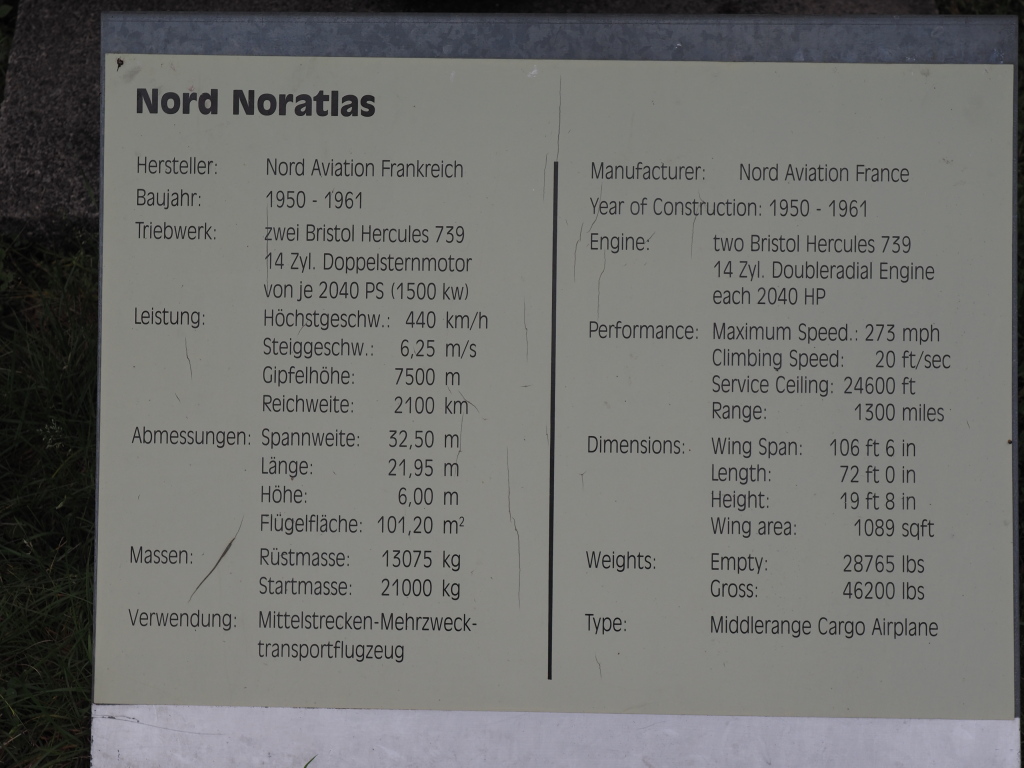 Nord Noratlas
Hersteller: Nord Aviation Frankreich
Baujahr: 1950 - 1961
Triebwerk: zwei Bristol Hercules 739
14 Zyl. Doppelsternmotor
von je 2040 PS (1500 kw)
Leistung: Höchstgeschw.: 440 km/h
Steiggeschw.: 6,25 m/s
Gipfelhöhe: 7500 m
Reichweite: 2100 km
Abmessungen: Spannweite: 32,50 m
Länge: 21,95 m
Höhe: 6,00 m
Flügelfläche: 101,20 m²
Massen: Rüstmasse: 13075 kg
Startmasse: 21000 kg
Verwendung: Mittelstrecken-Mehrzweck-
transportflugzeug
Manufacturer: Nord Aviation France
Year of Construction: 1950 - 1961
Engine: two Bristol Hercules 739
14 Zyl. Doubleradial Engine
each 2040 HP
Performance: Maximum Speed.: 273 mph
Climbing Speed: 20 ft/sec
Service Ceiling: 24600 ft
Range: 1300 miles
Dimensions: Wing Span: 106 ft 6 in
Length: 72 ft 0 in
Height: 19 ft 8 in
Wing area: 1089 sqft
Weights: Empty: 28765 lbs
Gross: 46200 lbs
Type: Middlerange Cargo Airplane